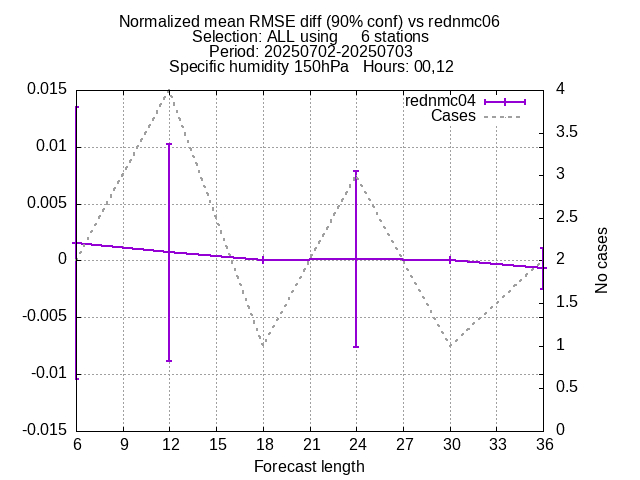 Normalized mean RMSE diff (90% conf) vs rednmc06
Selection: ALL using     6 stations
Period: 20250702-20250703
Specific humidity 150hPa   Hours: 00,12
rednmc04
Cases
0.015
0.01
0.005
0
-0.005
-0.01
-0.015
4
3.5
3
2.5
2
1.5
1
0.5
0
No cases
6 9 12 15 18 21 24 27 30 33 36
Forecast length